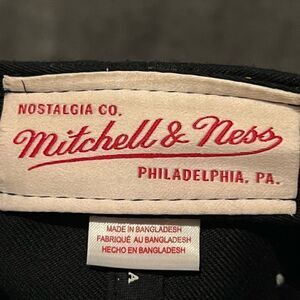 NOSTALGIA CO.
Mitchell & Ness
PHILADELPHIA, PA.
MADE IN BANGLADESH
FABRIQUÉ AU BANGLADESH
HECHO EN BANGLADESH
A